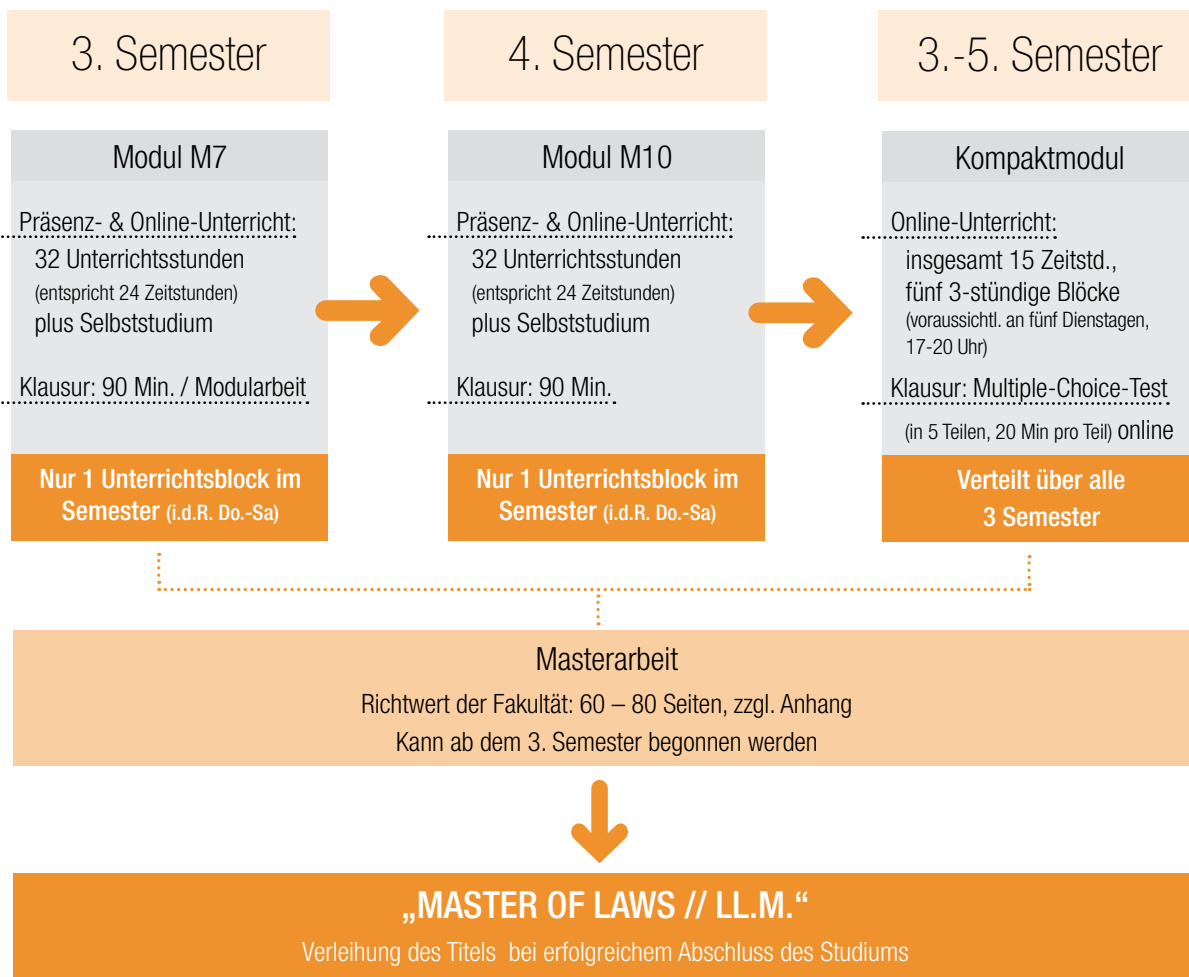 3. Semester
Modul M7
Präsenz- & Online-Unterricht:
32 Unterrichtsstunden
(entspricht 24 Zeitstunden)
plus Selbststudium
Klausur: 90 Min. / Modularbeit
Nur 1 Unterrichtsblock im
Semester (i.d.R. Do.-Sa)
4. Semester
Modul M10
Präsenz- & Online-Unterricht:
32 Unterrichtsstunden
(entspricht 24 Zeitstunden)
plus Selbststudium
Klausur: 90 Min.
Nur 1 Unterrichtsblock im
Semester (i.d.R. Do.-Sa)
3.-5. Semester
Kompaktmodul
Online-Unterricht:
insgesamt 15 Zeitstd.,
fünf 3-stündige Blöcke
(voraussichtl. an fünf Dienstagen,
17-20 Uhr)
Klausur: Multiple-Choice-Test
(in 5 Teilen, 20 Min pro Teil) online
Verteilt über alle
3 Semester
Masterarbeit
Richtwert der Fakultät: 60 – 80 Seiten, zzgl. Anhang
Kann ab dem 3. Semester begonnen werden
„MASTER OF LAWS // LL.M.“
Verleihung des Titels bei erfolgreichem Abschluss des Studiums